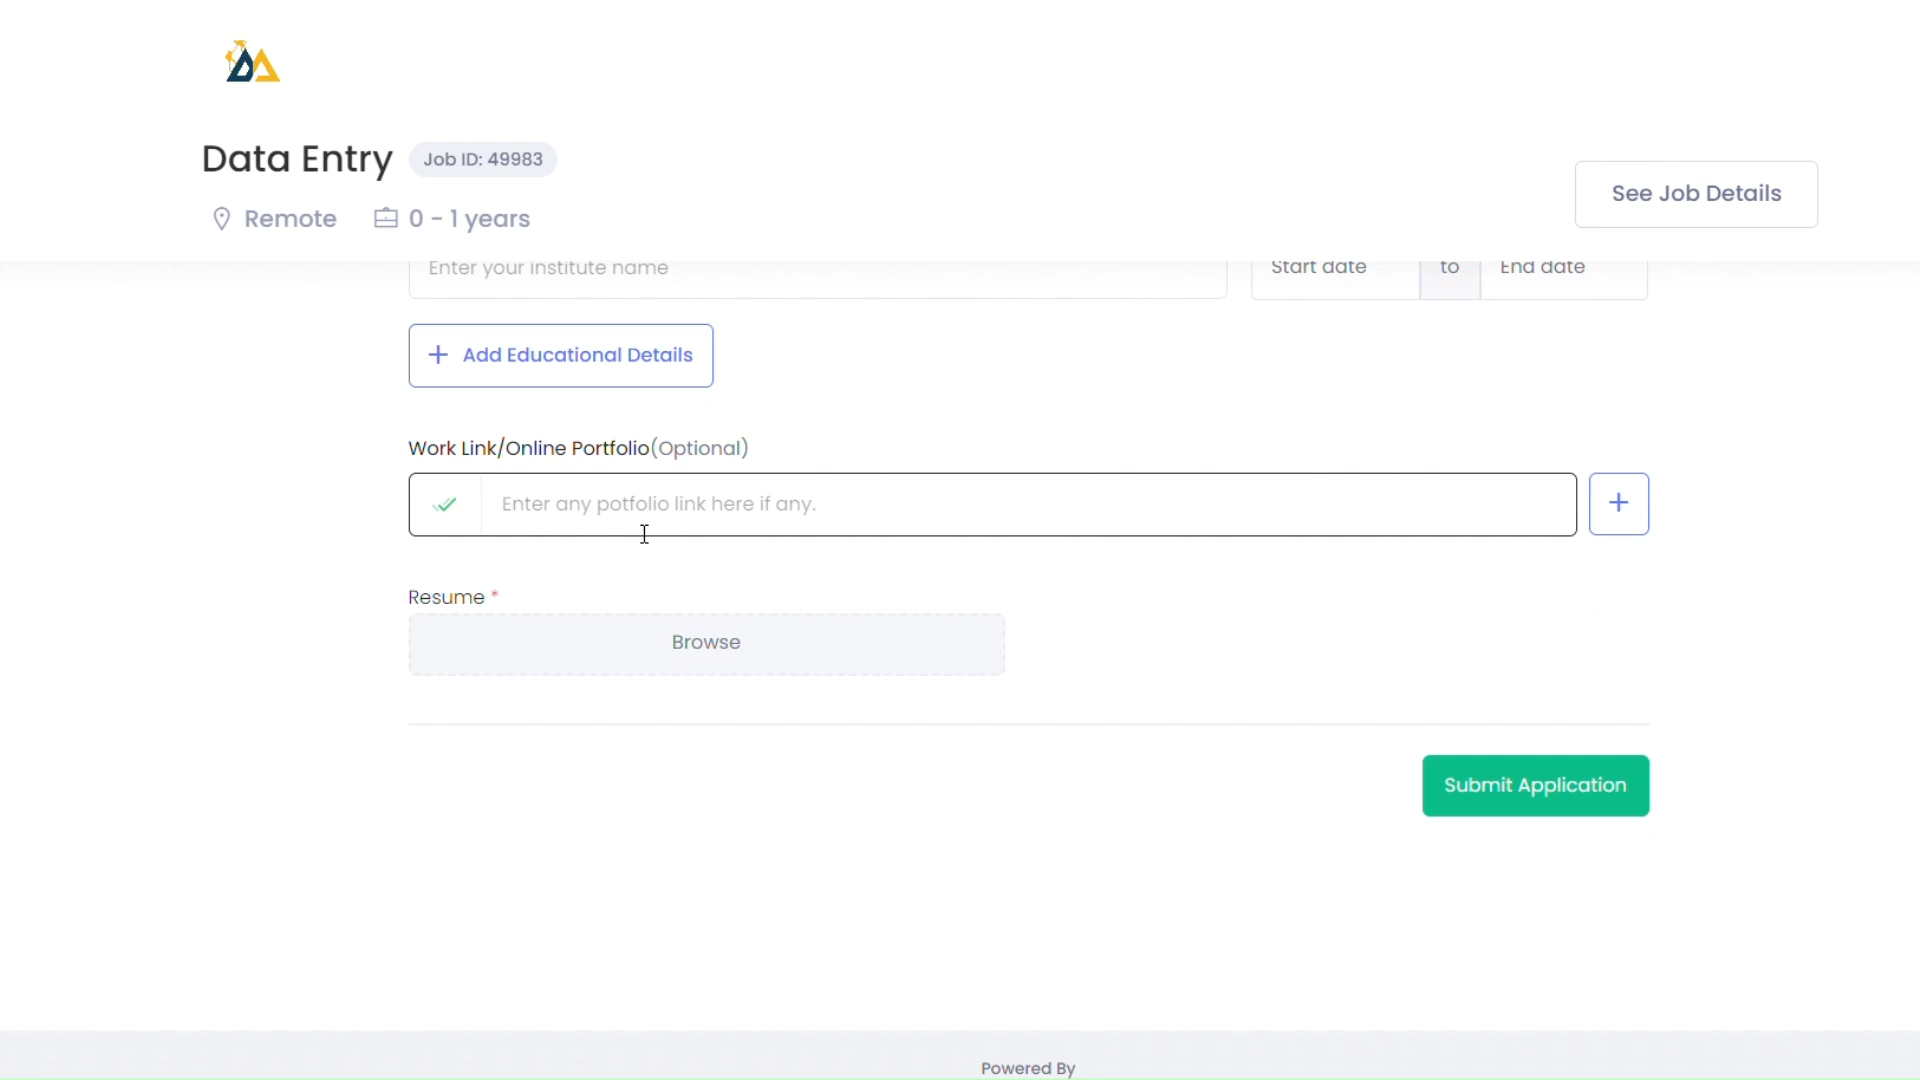 Data Entry Job ID: 49983
See Job Details
Remote 0 - 1 years
Enter your institute name Start date to End date
+ Add Educational Details
Work Link/Online Portfolio(Optional)
Enter any potfolio link here if any. +
Resume *
Browse
Submit Application
Powered By